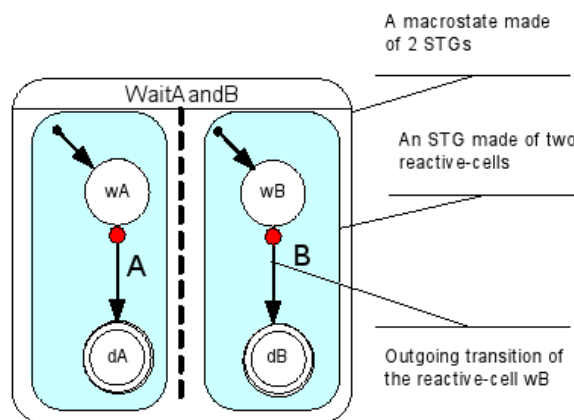 A macrostate made
of 2 STGs
WaitAandB
An STG made of two
reactive-cells
wA
wB
A
B
dA
dB
Outgoing transition of
the reactive-cell wB